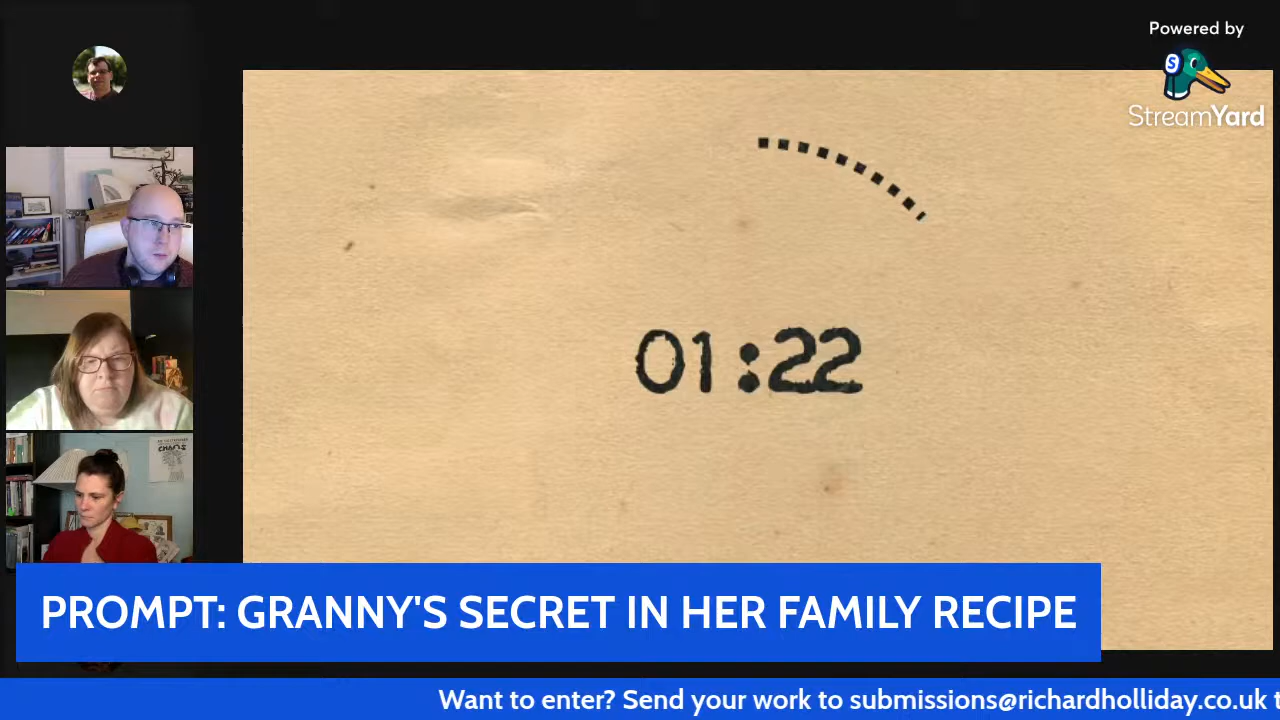 Powered by
StreamYard
01:22
PROMPT: GRANNY'S SECRET IN HER FAMILY RECIPE
Want to enter? Send your work to submissions@richardholliday.co.uk t